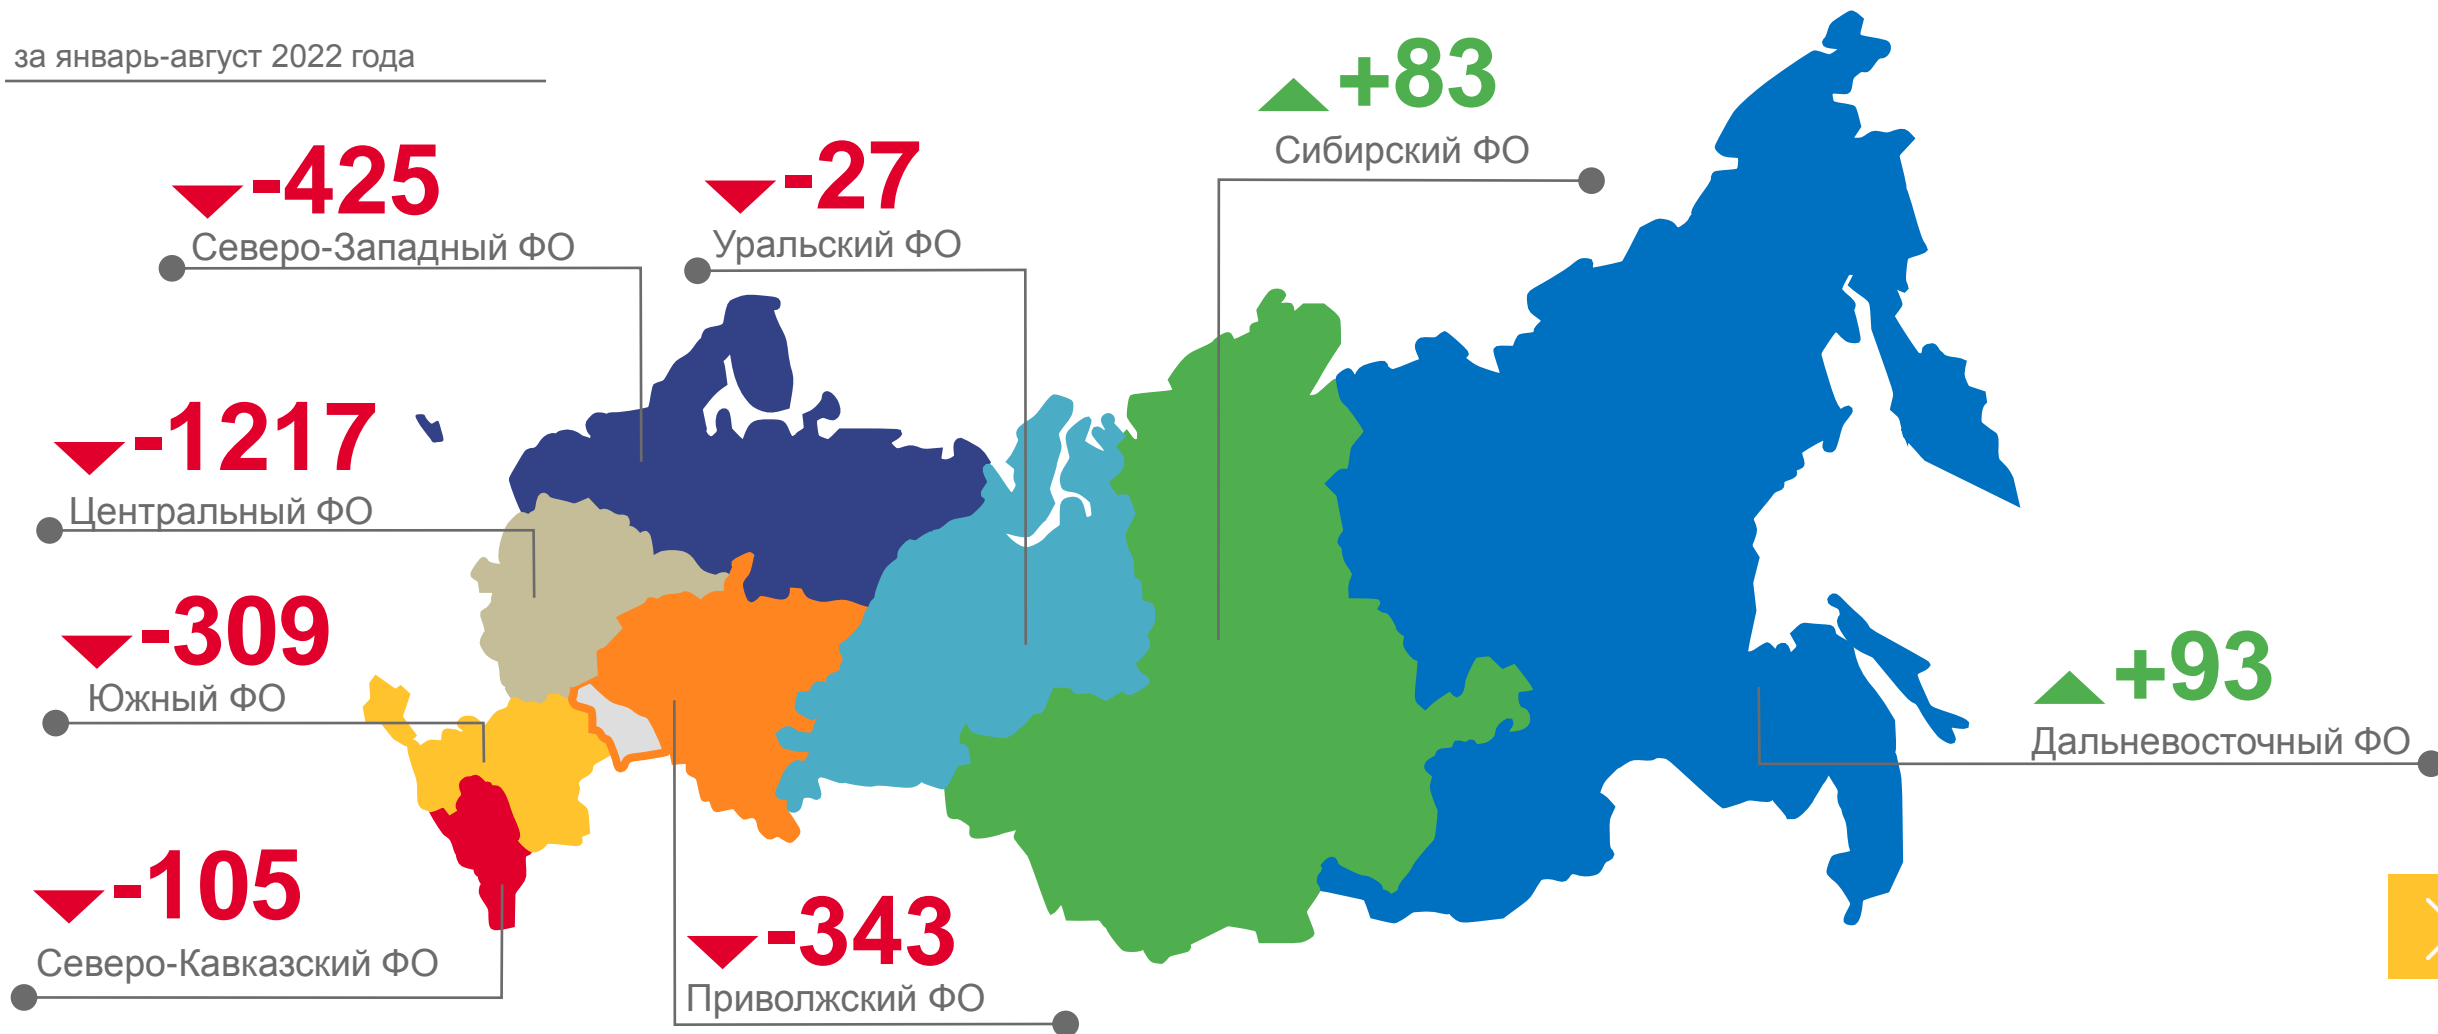 за январь-август 2022 года
+83
Сибирский ФО
-425
Северо-Западный ФО
-27
Уральский ФО
-1217
Центральный ФО
-309
Южный ФО
+93
Дальневосточный ФО
-105
Северо-Кавказский ФО
-343
Приволжский ФО